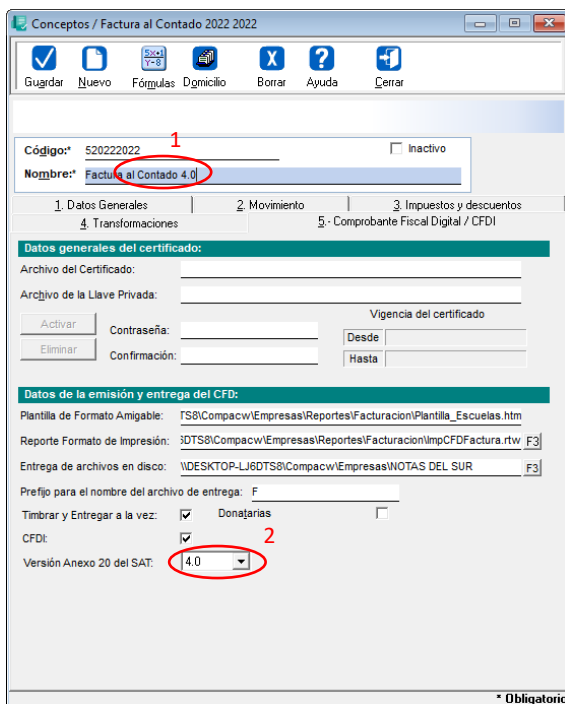 Conceptos / Factura al Contado 2022 2022
5X·1
Y-8
X ?
Guardar Nuevo Fórmulas Domicilio Borrar Ayuda Cerrar
1
Código:* 520222022 Inactivo
Nombre:* Factura al Contado 4.0
1. Datos Generales 2. Movimiento 3. Impuestos y descuentos
4. Transformaciones 5.- Comprobante Fiscal Digital / CFDI
Datos generales del certificado:
Archivo del Certificado:
Archivo de la Llave Privada:
Vigencia del certificado
Activar Contraseña: Desde
Eliminar Confirmación: Hasta
Datos de la emisión y entrega del CFD:
Plantilla de Formato Amigable: TS8\Compacw\Empresas\Reportes\Facturacion\Plantilla_Escuelas.htm
Reporte Formato de Impresión: 6DTS8\Compacw\Empresas\Reportes\Facturacion\ImpCFDFactura.rtw F3
Entrega de archivos en disco: \\DESKTOP-LJ6DTS8\Compacw\Empresas\NOTAS DEL SUR F3
Prefijo para el nombre del archivo de entrega: F
Timbrar y Entregar a la vez: Donatarias
CFDI: 2
Versión Anexo 20 del SAT: 4.0
* Obligatorio